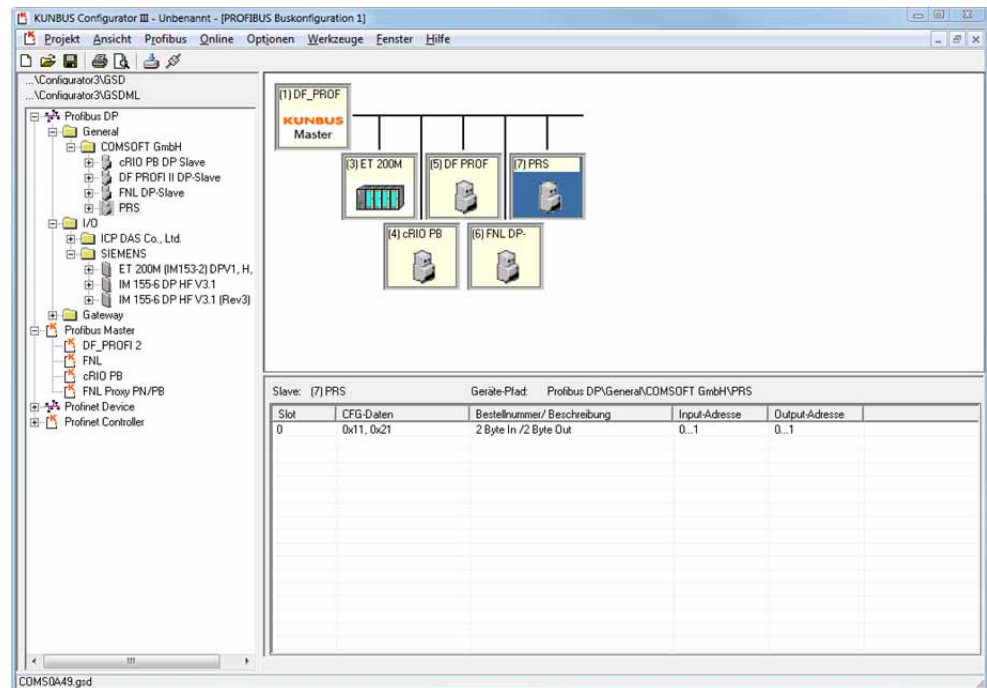 KUNBUS Configurator III - Unbenannt - [PROFIBUS Buskonfiguration 1]
Projekt Ansicht Profibus Online Optionen Werkzeuge Fenster Hilfe
...\Configurator3\GSD
...\Configurator3\GSDML
Profibus DP
General
COMSOFT GmbH
cRIO PB DP Slave
DF PROFI II DP-Slave
FNL DP-Slave
PRS
I/O
ICP DAS Co., Ltd.
SIEMENS
ET 200M (IM153-2) DPV1, H,
IM 155-6 DP HF V3.1
IM 155-6 DP HF V3.1 (Rev3)
Gateway
Profibus Master
DF_PROFI 2
FNL
cRIO PB
FNL Proxy PN/PB
Profinet Device
Profinet Controller
(1) DF_PROF
KUNBUS
Master
(3) ET 200M
(5) DF PROF
(7) PRS
(4) cRIO PB
(6) FNL DP-
Slave: (7) PRS Geräte-Pfad: Profibus DP\General\COMSOFT GmbH\PRS
Slot CFG-Daten Bestellnummer/ Beschreibung Input-Adresse Output-Adresse
0 0x11, 0x21 2 Byte In /2 Byte Out 0...1 0...1
COMS0A49.gsd